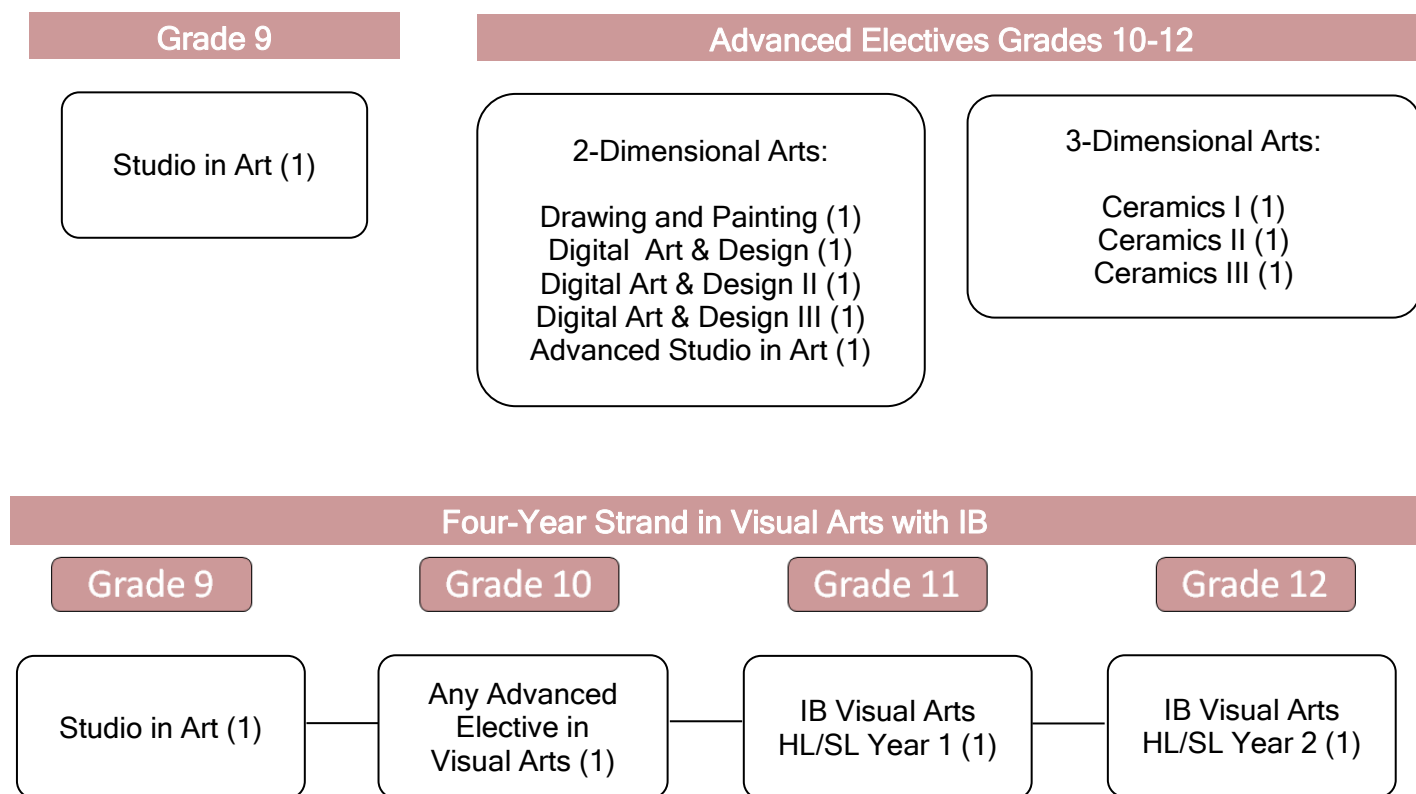 Grade 9
Advanced Electives Grades 10-12
Studio in Art (1)
2-Dimensional Arts:
Drawing and Painting (1)
Digital  Art & Design (1)
Digital Art & Design II (1)
Digital Art & Design III (1)
Advanced Studio in Art (1)
3-Dimensional Arts:
Ceramics I (1)
Ceramics II (1)
Ceramics III (1)
Four-Year Strand in Visual Arts with IB
Grade 9
Grade 10
Grade 11
Grade 12
Studio in Art (1)
Any Advanced
Elective in
Visual Arts (1)
IB Visual Arts
HL/SL Year 1 (1)
IB Visual Arts
HL/SL Year 2 (1)